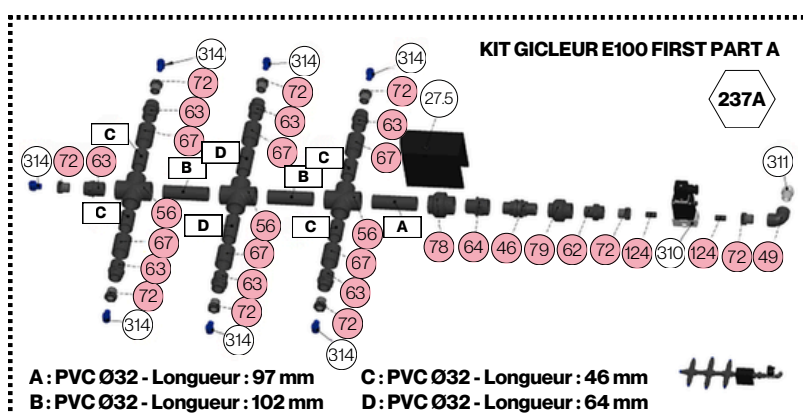 KIT GICLEUR E100 FIRST PART A
237A
314
314
314
72
72
72
27.5
63
63
63
67
67
67
C
D
C
B
B
314
72
63
311
C
D
C
A
56
56
56
67
67
67
63
63
63
72
72
72
314
314
314
78
64
46
79
62
72
124
310
124
72
49
A : PVC Ø32 - Longueur : 97 mm
C : PVC Ø32 - Longueur : 46 mm
B : PVC Ø32 - Longueur : 102 mm
D : PVC Ø32 - Longueur : 64 mm